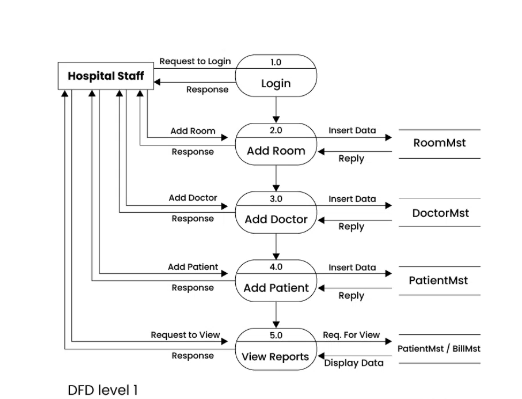 Request to Login
1.0
Hospital Staff
Login
Response
Add Room
2.0
Insert Data
Response
Add Room
Reply
RoomMst
Add Doctor
3.0
Insert Data
Response
Add Doctor
Reply
DoctorMst
Add Patient
4.0
Insert Data
Response
Add Patient
Reply
PatientMst
Request to View
5.0
Req. For View
Response
View Reports
Display Data
PatientMst / BillMst
DFD level 1